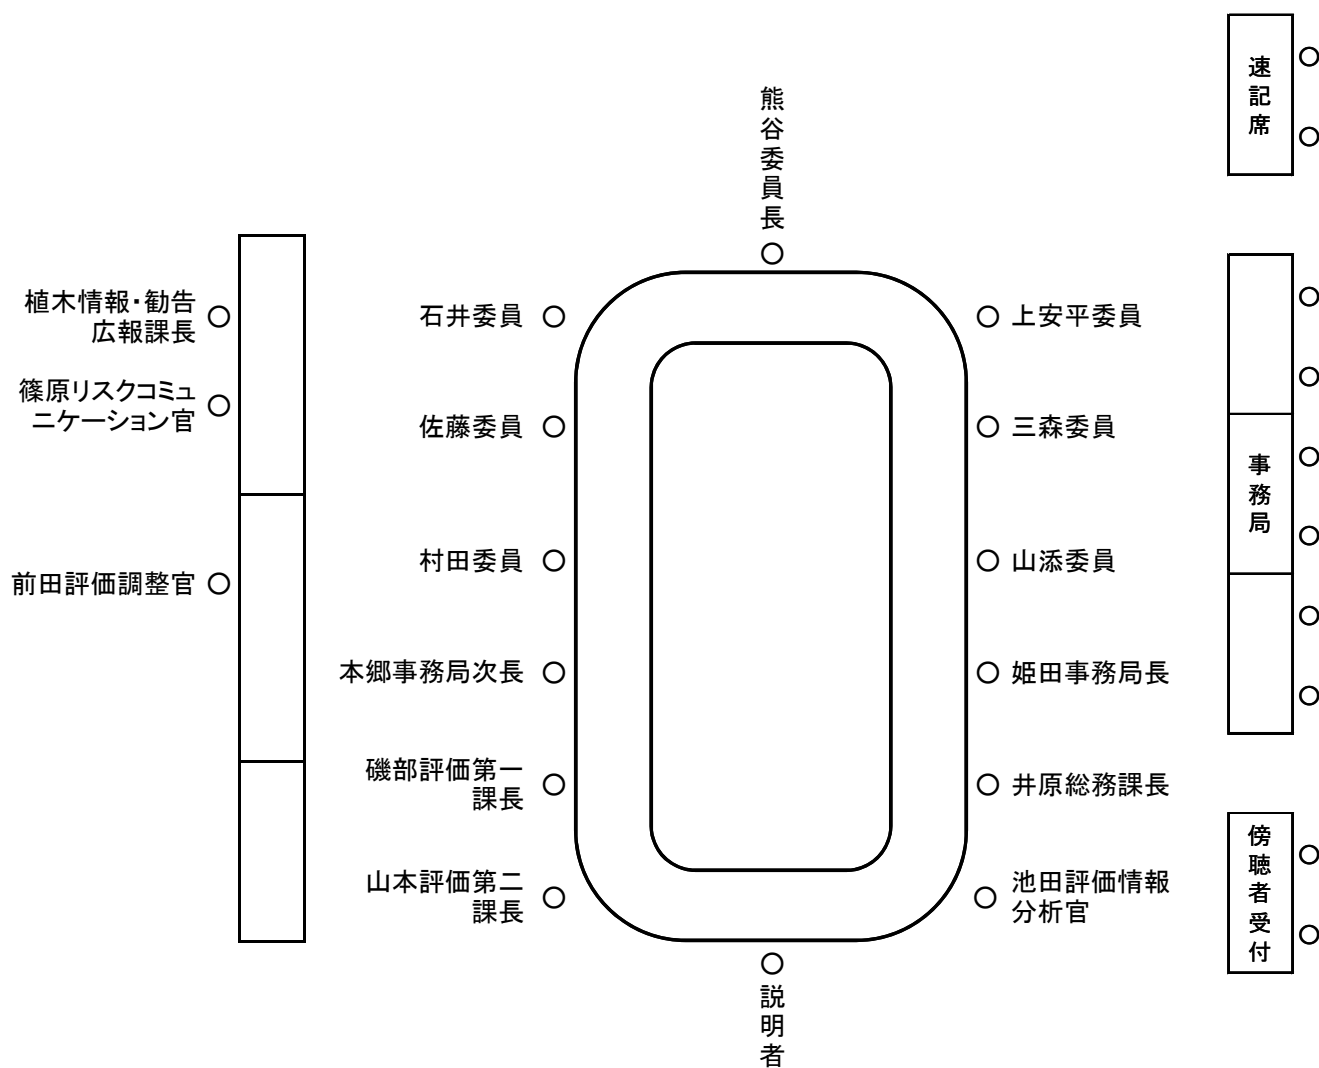 速記席
熊谷委員長
植木情報・勧告
広報課長
石井委員
上安平委員
篠原リスクコミュ
ニケーション官
佐藤委員
三森委員
事務局
前田評価調整官
村田委員
山添委員
本郷事務局次長
姫田事務局長
磯部評価第一
課長
井原総務課長
山本評価第二
課長
池田評価情報
分析官
傍聴者受付
説明者